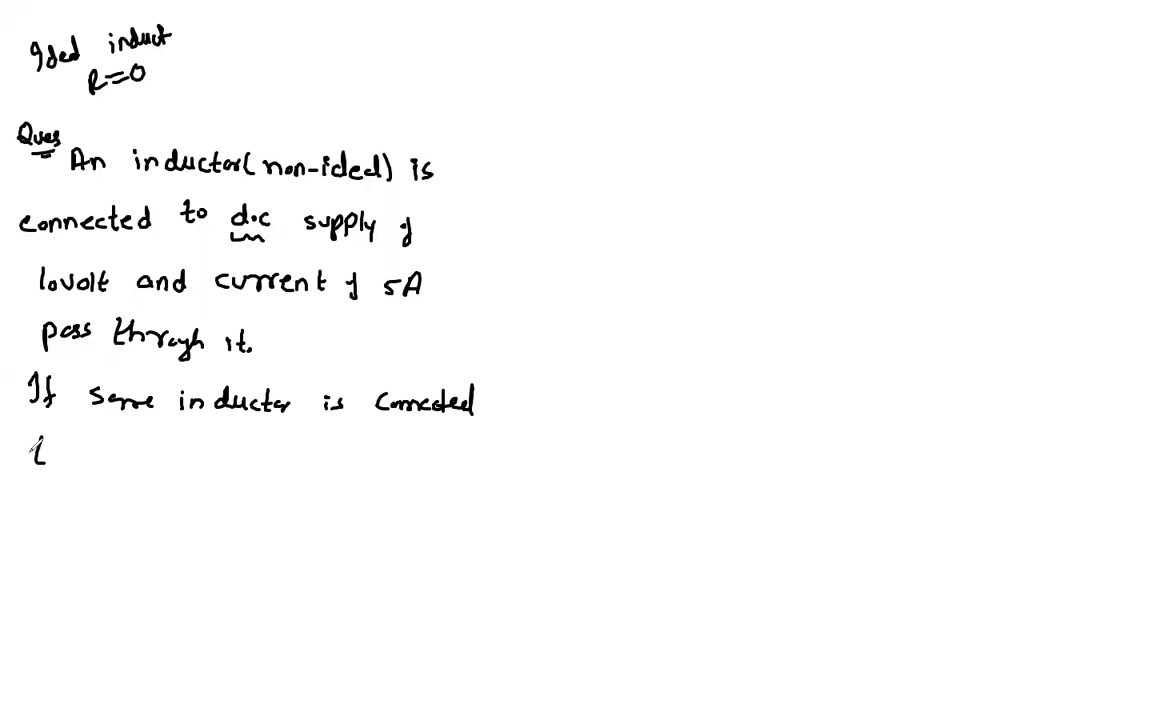 Ideal induct
R=0
Ques
An inductor(non-ideal) is
connected to d.c supply of
10volt and current of 5A
pass through it.
If same inductor is connected
t